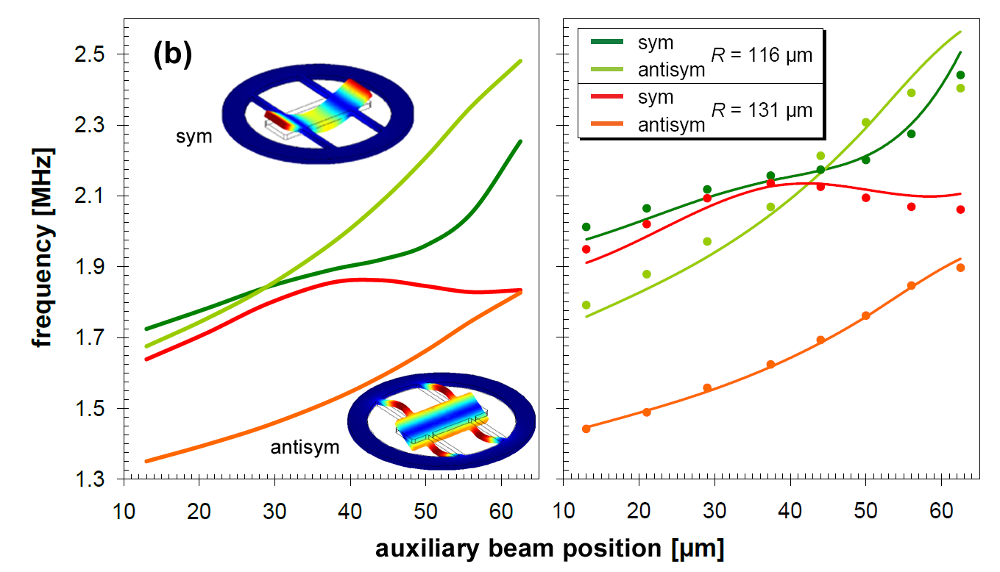 (b)
sym
antisym
sym
antisym
R = 116 µm
sym
antisym
R = 131 µm
2.5
2.3
2.1
1.9
1.7
1.5
1.3
frequency [MHz]
10 20 30 40 50 60
10 20 30 40 50 60
auxiliary beam position [µm]